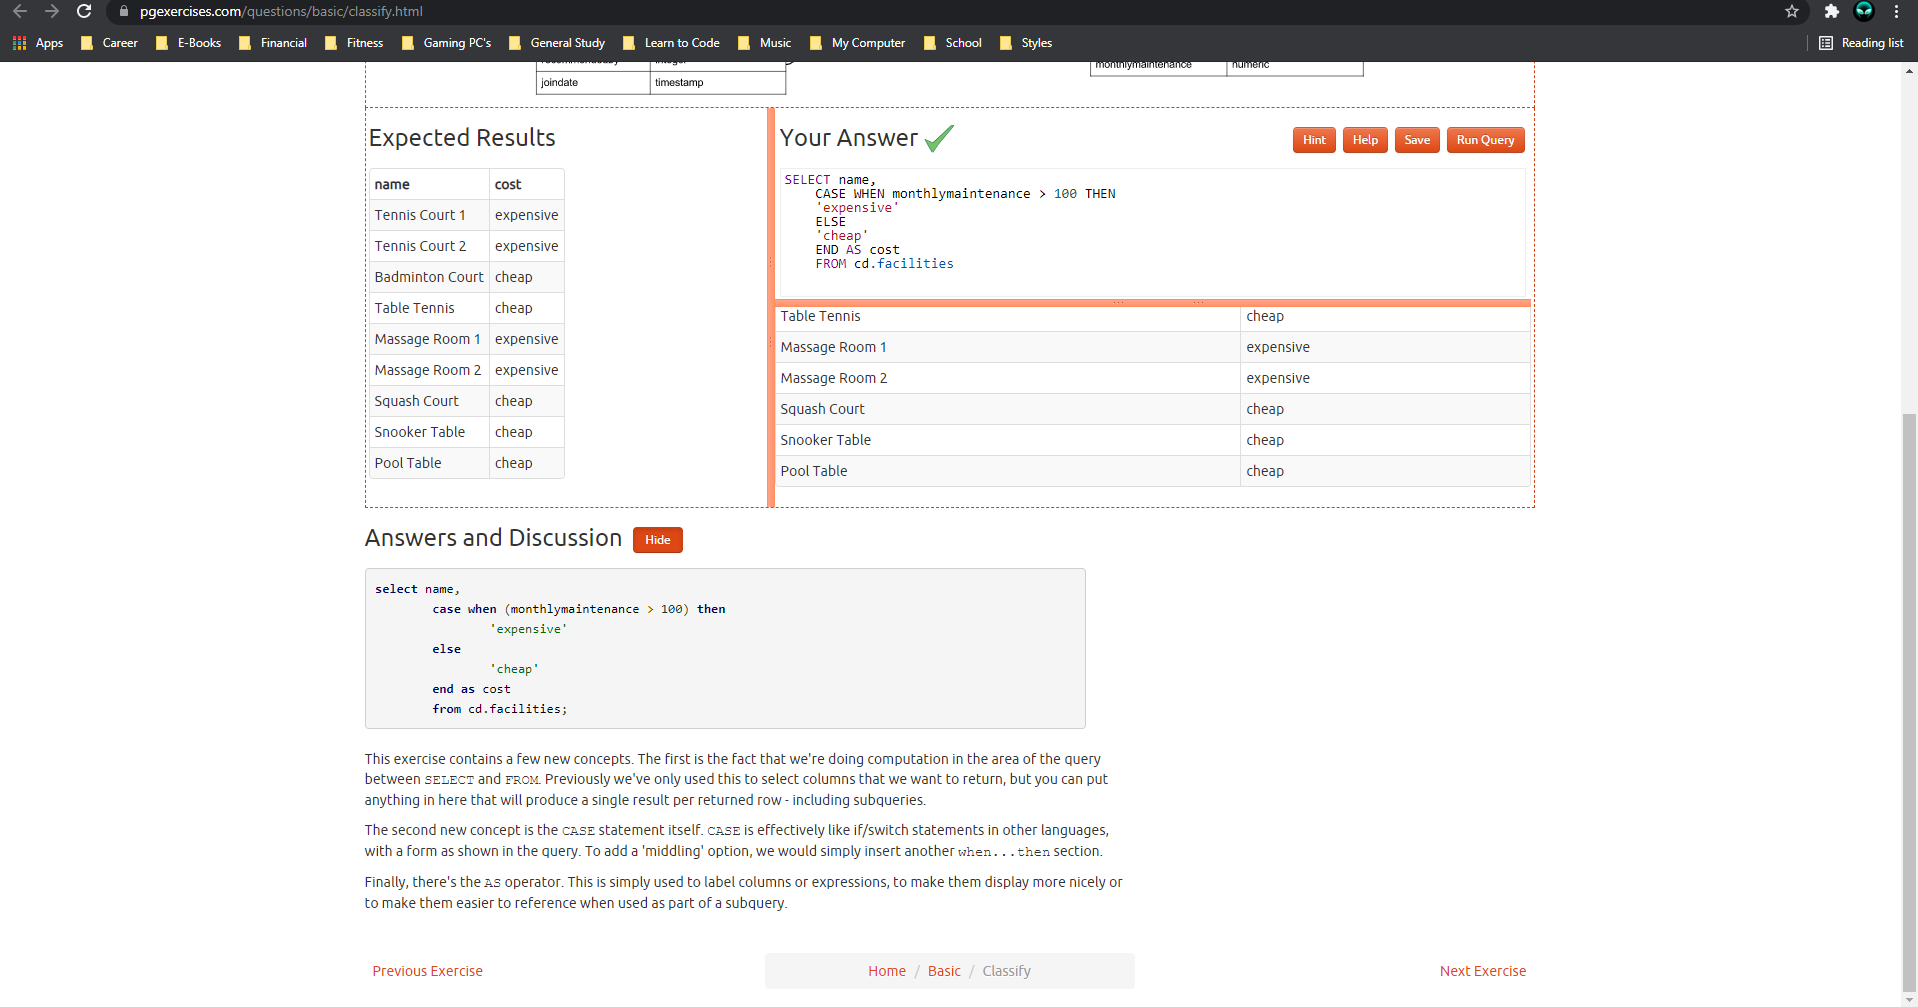 pgexercises.com/questions/basic/classify.html
Apps Career E-Books Financial Fitness Gaming PC's General Study Learn to Code Music My Computer School Styles Reading list
recommendedby integer monthlymaintenance numeric
joindate timestamp
Expected Results
name cost
Tennis Court 1 expensive
Tennis Court 2 expensive
Badminton Court cheap
Table Tennis cheap
Massage Room 1 expensive
Massage Room 2 expensive
Squash Court cheap
Snooker Table cheap
Pool Table cheap
Your Answer Hint Help Save Run Query
SELECT name,
CASE WHEN monthlymaintenance > 100 THEN
'expensive'
ELSE
'cheap'
END AS cost
FROM cd.facilities
Table Tennis cheap
Massage Room 1 expensive
Massage Room 2 expensive
Squash Court cheap
Snooker Table cheap
Pool Table cheap
Answers and Discussion Hide
select name,
case when (monthlymaintenance > 100) then
'expensive'
else
'cheap'
end as cost
from cd.facilities;
This exercise contains a few new concepts. The first is the fact that we're doing computation in the area of the query
between SELECT and FROM. Previously we've only used this to select columns that we want to return, but you can put
anything in here that will produce a single result per returned row - including subqueries.
The second new concept is the CASE statement itself. CASE is effectively like if/switch statements in other languages,
with a form as shown in the query. To add a 'middling' option, we would simply insert another when...then section.
Finally, there's the AS operator. This is simply used to label columns or expressions, to make them display more nicely or
to make them easier to reference when used as part of a subquery.
Previous Exercise Home / Basic / Classify Next Exercise